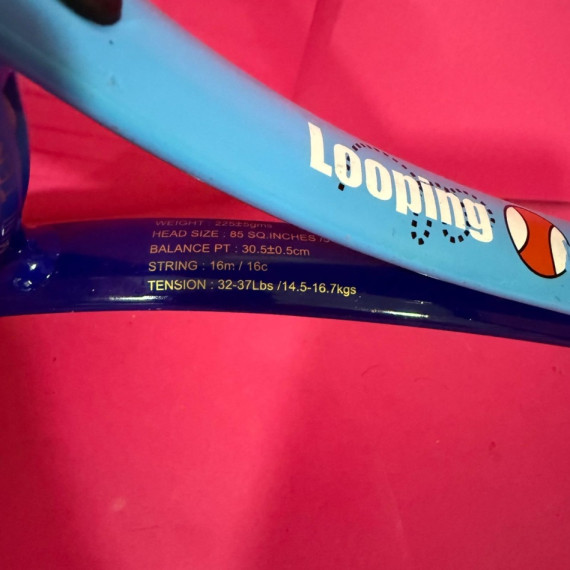 Looping
WEIGHT : 225±5gms
HEAD SIZE : 85 SQ.INCHES /5
BALANCE PT : 30.5±0.5cm
STRING : 16m / 16c
TENSION : 32-37Lbs /14.5-16.7kgs